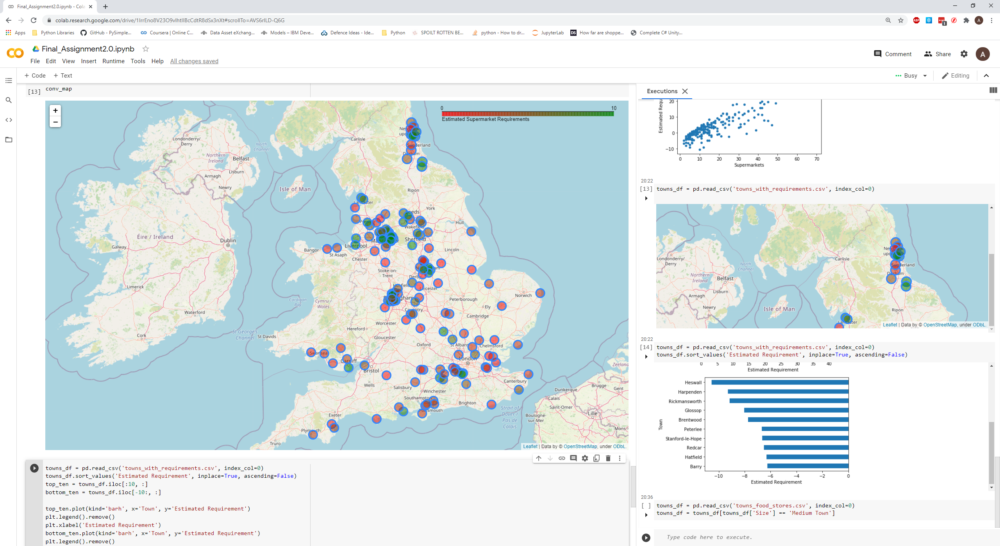 Final_Assignment2.0.ipynb - Cola
colab.research.google.com/drive/1IrrEno8V23O9vIhtIIBcCdtR8dSx3nXt#scrollTo=AVS6rlLD-Q6G
ABP
1
A
Apps
Python Libraries
GitHub - PySimple...
Coursera | Online C...
Data Asset eXchang...
Models – IBM Deve...
Defence Ideas - Ide...
Python
SPOILT ROTTEN BE...
python - How to dr...
JupyterLab
DS How far are shoppe...
Complete C# Unity...
Final_Assignment2.0.ipynb
File Edit View Insert Runtime Tools Help All changes saved
Comment
Share
A
+ Code + Text
Busy
Editing
[13] conv_map
+
−
0 10
Estimated Supermarket Requirements
Carlisle
Londonderry/
Derry
North
Channel
Northern
Ireland
Belfast
Lisburn
Armagh
Newry
Isle of Man
Ripon
York
Hull
Wakefield
Sheffield
Éire / Ireland
Dublin
Galway
Liverpool
Bangor
St Asaph
Chester
Lincoln
Stoke-on-
Trent
Limerick
Leicester
Norwich
Cardigan
Bay
Cymru /
Wales
Peterborough
Ely
Cambridge
Waterford
Worcester
Hereford
Cork
St George's
Channel
St Davids
Gloucester
Oxford
St Albans
Chelmsford
Swansea
Cardiff
London
Bristol
Zeeland
Canterbury
Wells
Salisbury
Winchester
Dunkerque
Brugge
Gent
Southampton
Brighton
Calais
Saint-Omer
Lille
Strait of
Dover /
Pas de
Calais
Boulogne-
sur-Mer
Exeter
Plymouth
Mons
Truro
Leaflet | Data by © OpenStreetMap, under ODbL.
towns_df = pd.read_csv('towns_with_requirements.csv', index_col=0)
towns_df.sort_values('Estimated Requirement', inplace=True, ascending=False)
top_ten = towns_df.iloc[:10, :]
bottom_ten = towns_df.iloc[-10:, :]
top_ten.plot(kind='barh', x='Town', y='Estimated Requirement')
plt.legend().remove()
plt.xlabel('Estimated Requirement')
bottom_ten.plot(kind='barh', x='Town', y='Estimated Requirement')
plt.legend().remove()
Executions
Estimated Requ
20
10
0
−10
0 10 20 30 40 50 60 70
Supermarkets
20:22
[13] towns_df = pd.read_csv('towns_with_requirements.csv', index_col=0)
Londonderry/
Derry
North
Channel
Carlisle
Northern
Ireland
Belfast
Lisburn
Armagh
Newry
Isle of Man
Ripon
Leaflet | Data by © OpenStreetMap, under ODbL.
20:22
[14] towns_df = pd.read_csv('towns_with_requirements.csv', index_col=0)
towns_df.sort_values('Estimated Requirement', inplace=True, ascending=False)
0 5 10 15 20 25 30 35 40
Estimated Requirement
Town
Heswall
Harpenden
Rickmansworth
Glossop
Brentwood
Peterlee
Stanford-le-Hope
Redcar
Hatfield
Barry
−10 −8 −6 −4 −2 0
Estimated Requirement
20:36
[ ] towns_df = pd.read_csv('towns_food_stores.csv', index_col=0)
towns_df = towns_df[towns_df['Size'] == 'Medium Town']
Type code here to execute.